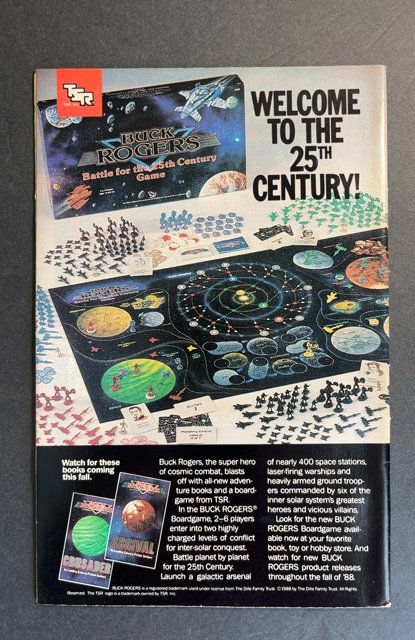 TSR
TSR, Inc.
BUCK
ROGERS
Battle for the 25th Century
Game
WELCOME
TO THE
25TH
CENTURY!
Watch for these
books coming
this fall.
CRUSADER
ARRIVAL
Buck Rogers, the super hero
of cosmic combat, blasts
off with all-new adven-
ture books and a board-
game from TSR.
In the BUCK ROGERS®
Boardgame, 2–6 players
enter into two highly
charged levels of conflict
for inter-solar conquest.
Battle planet by planet
for the 25th Century.
Launch a galactic arsenal
of nearly 400 space stations,
laser-firing warships and
heavily armed ground troop-
ers commanded by six of the
inner solar system's greatest
heroes and vicious villains.
Look for the new BUCK
ROGERS Boardgame avail-
able now at your favorite
book, toy or hobby store. And
watch for new BUCK
ROGERS product releases
throughout the fall of '88.
BUCK ROGERS is a registered trademark used under license from The Dille Family Trust. ©1988 by The Dille Family Trust. All Rights
Reserved. The TSR logo is a trademark owned by TSR, Inc.